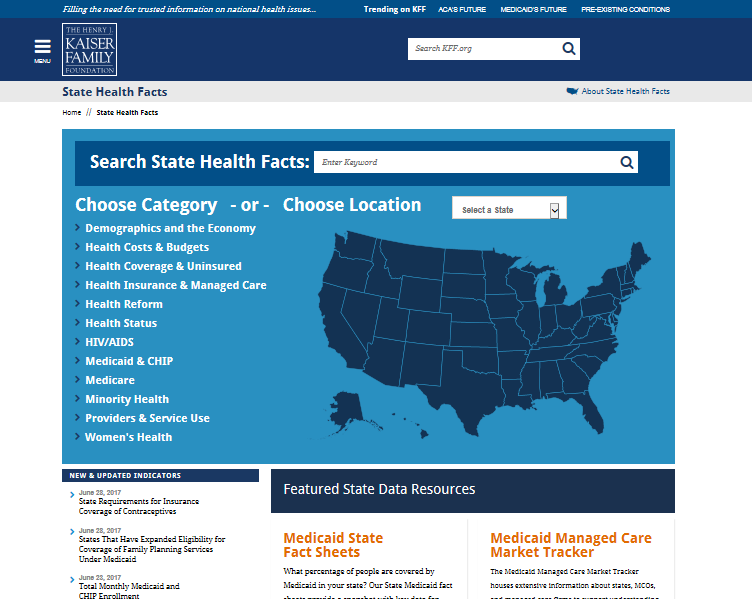 Filling the need for trusted information on national health issues...
Trending on KFF ACA'S FUTURE MEDICAID'S FUTURE PRE-EXISTING CONDITIONS
MENU
THE HENRY J.
KAISER
FAMILY
FOUNDATION
Search KFF.org
State Health Facts
About State Health Facts
Home // State Health Facts
Search State Health Facts: Enter Keyword
Choose Category - or - Choose Location
Select a State
Demographics and the Economy
Health Costs & Budgets
Health Coverage & Uninsured
Health Insurance & Managed Care
Health Reform
Health Status
HIV/AIDS
Medicaid & CHIP
Medicare
Minority Health
Providers & Service Use
Women's Health
NEW & UPDATED INDICATORS
June 28, 2017
State Requirements for Insurance
Coverage of Contraceptives
June 28, 2017
States That Have Expanded Eligibility for
Coverage of Family Planning Services
Under Medicaid
June 23, 2017
Total Monthly Medicaid and
CHIP Enrollment
Featured State Data Resources
Medicaid State
Fact Sheets
What percentage of people are covered by
Medicaid in your state? Our State Medicaid fact
Medicaid Managed Care
Market Tracker
The Medicaid Managed Care Market Tracker
houses extensive information about states, MCOs,